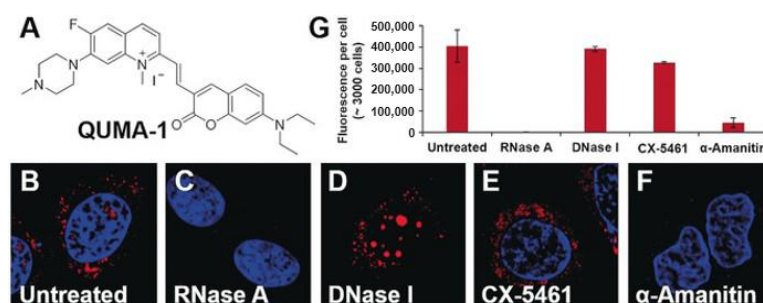 A
F
N
N
N
+
I⁻
O
O
N
QUMA-1
G
Fluorescence per cell
(~ 3000 cells)
500,000
400,000
300,000
200,000
100,000
0
Untreated RNase A DNase I CX-5461 α-Amanitin
B C D E F
Untreated RNase A DNase I CX-5461 α-Amanitin